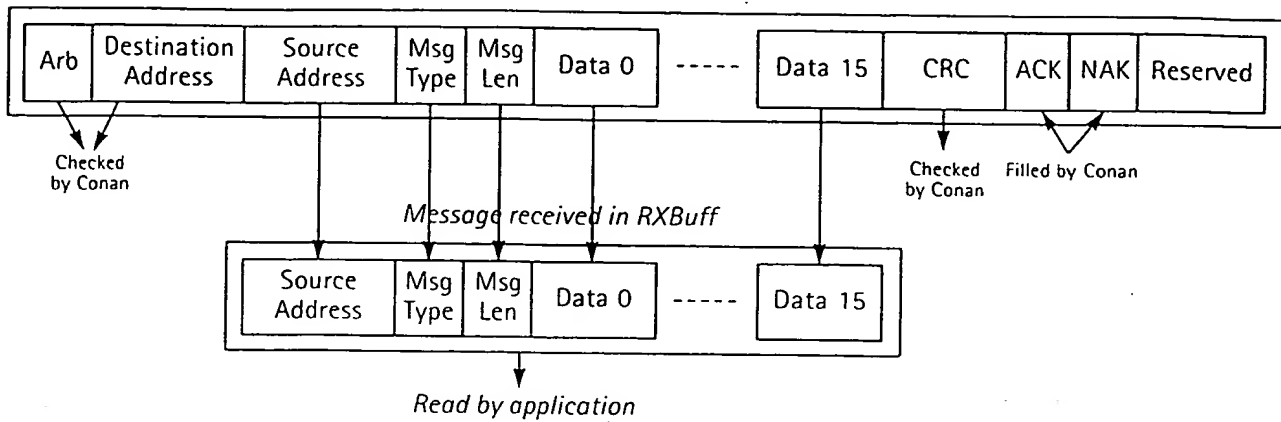 Arb
Destination
Address
Source
Address
Msg
Type
Msg
Len
Data 0
Data 15
CRC
ACK
NAK
Reserved
Checked
by Conan
Checked
by Conan
Filled by Conan
Message received in RXBuff
Source
Address
Msg
Type
Msg
Len
Data 0
Data 15
Read by application